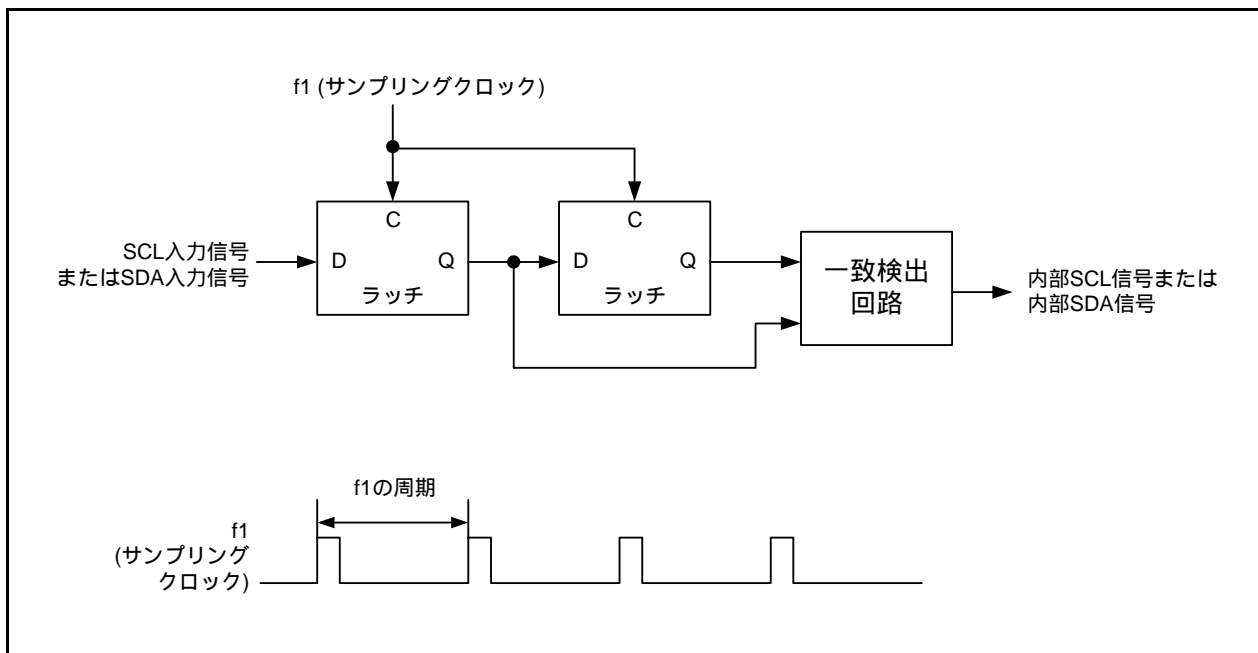 f1 (サンプリングクロック)
C
C
SCL入力信号
またはSDA入力信号
D
Q
D
Q
ラッチ
ラッチ
一致検出
回路
内部SCL信号または
内部SDA信号
f1の周期
f1
(サンプリング
クロック)